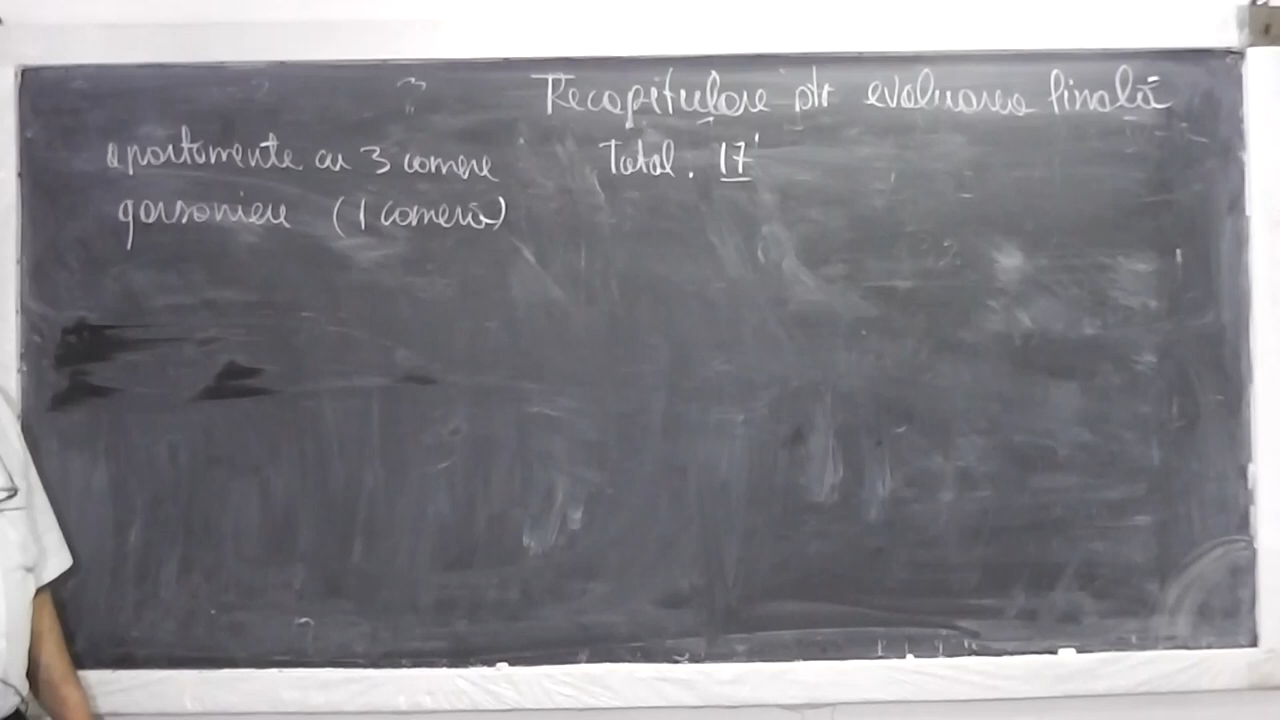 Recapitulare ptr evaluarea finală
apartamente cu 3 camere Total. 17
garsoniere (1 cameră)